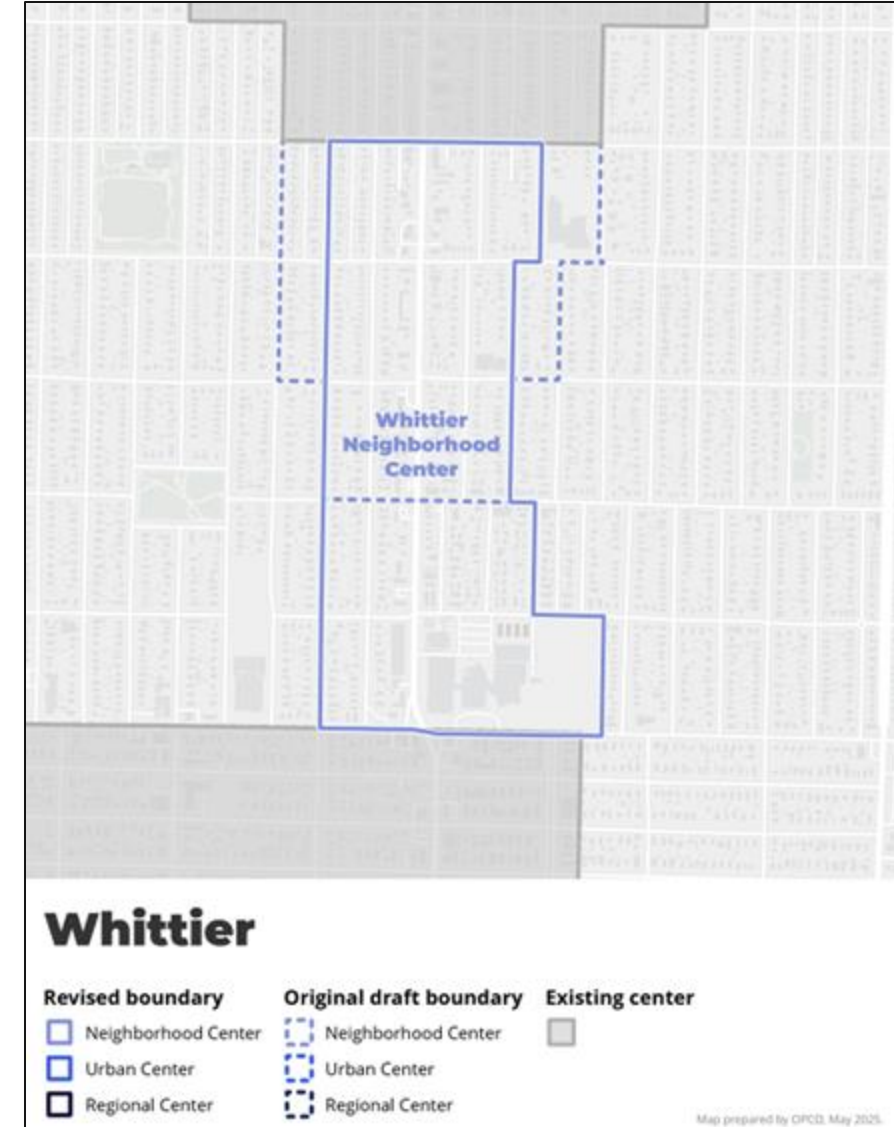 Whittier
Neighborhood
Center
Whittier
Revised boundary
Neighborhood Center
Urban Center
Regional Center
Original draft boundary
Neighborhood Center
Urban Center
Regional Center
Existing center
Map prepared by OPCD, May 2025.